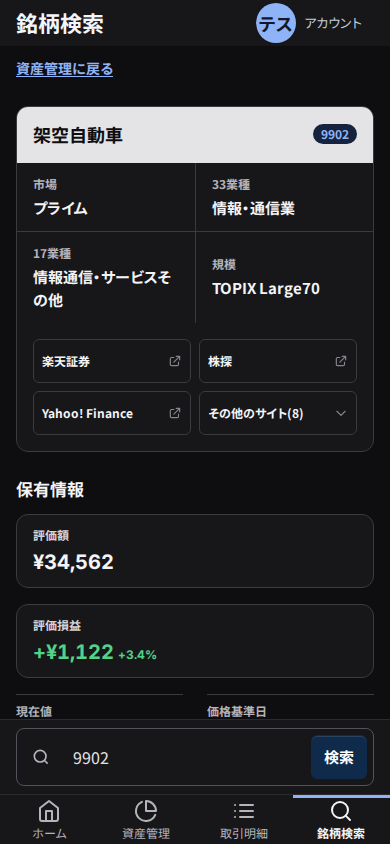 銘柄検索
テス アカウント
資産管理に戻る
架空自動車 9902
市場 33業種
プライム 情報・通信業
17業種 規模
情報通信・サービスその他 TOPIX Large70
楽天証券 株探
Yahoo! Finance その他のサイト(8)
保有情報
評価額
¥34,562
評価損益
+¥1,122 +3.4%
現在値 価格基準日
9902 検索
ホーム 資産管理 取引明細 銘柄検索